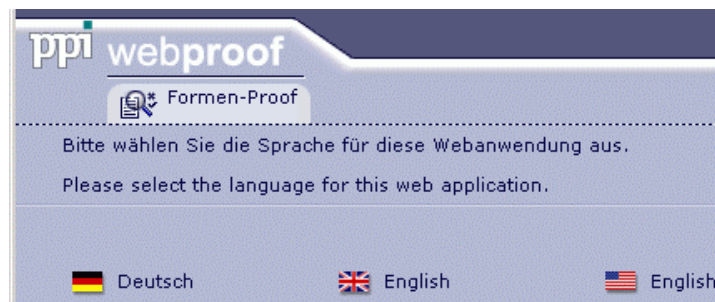 ppi webproof
Formen-Proof
Bitte wählen Sie die Sprache für diese Webanwendung aus.
Please select the language for this web application.
Deutsch English English